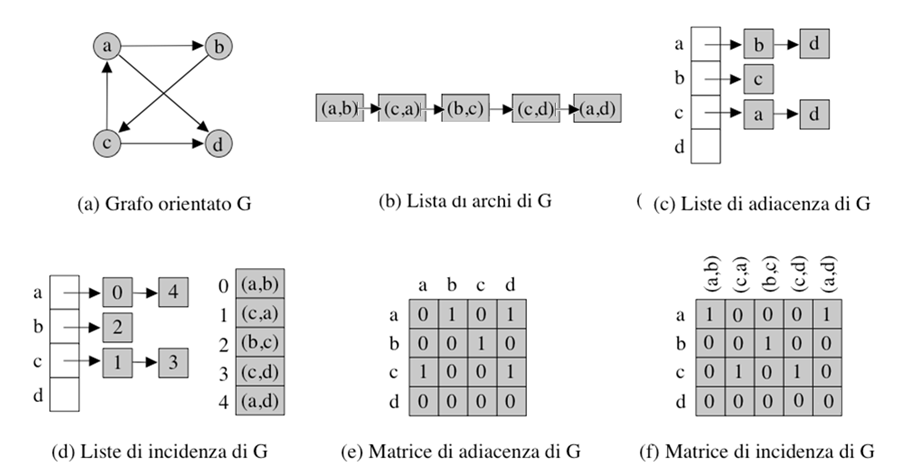 a b
c d
(a) Grafo orientato G
(a,b) (c,a) (b,c) (c,d) (a,d)
(b) Lista di archi di G
a b d
b c
c a d
d
( (c) Liste di adiacenza di G
a 0 4
b 2
c 1 3
d
0 (a,b)
1 (c,a)
2 (b,c)
3 (c,d)
4 (a,d)
(d) Liste di incidenza di G
a b c d
a 0 1 0 1
b 0 0 1 0
c 1 0 0 1
d 0 0 0 0
(e) Matrice di adiacenza di G
(a,b) (c,a) (b,c) (c,d) (a,d)
a 1 0 0 0 1
b 0 0 1 0 0
c 0 1 0 1 0
d 0 0 0 0 0
(f) Matrice di incidenza di G